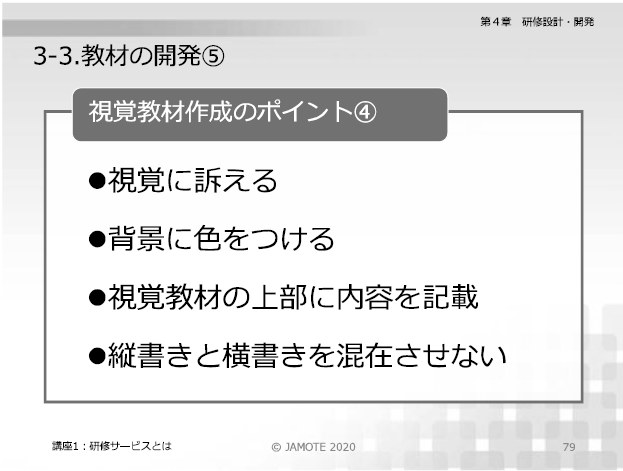 第４章　研修設計・開発
3-3.教材の開発⑤
視覚教材作成のポイント④
●視覚に訴える
●背景に色をつける
●視覚教材の上部に内容を記載
●縦書きと横書きを混在させない
講座1：研修サービスとは
© JAMOTE 2020
79